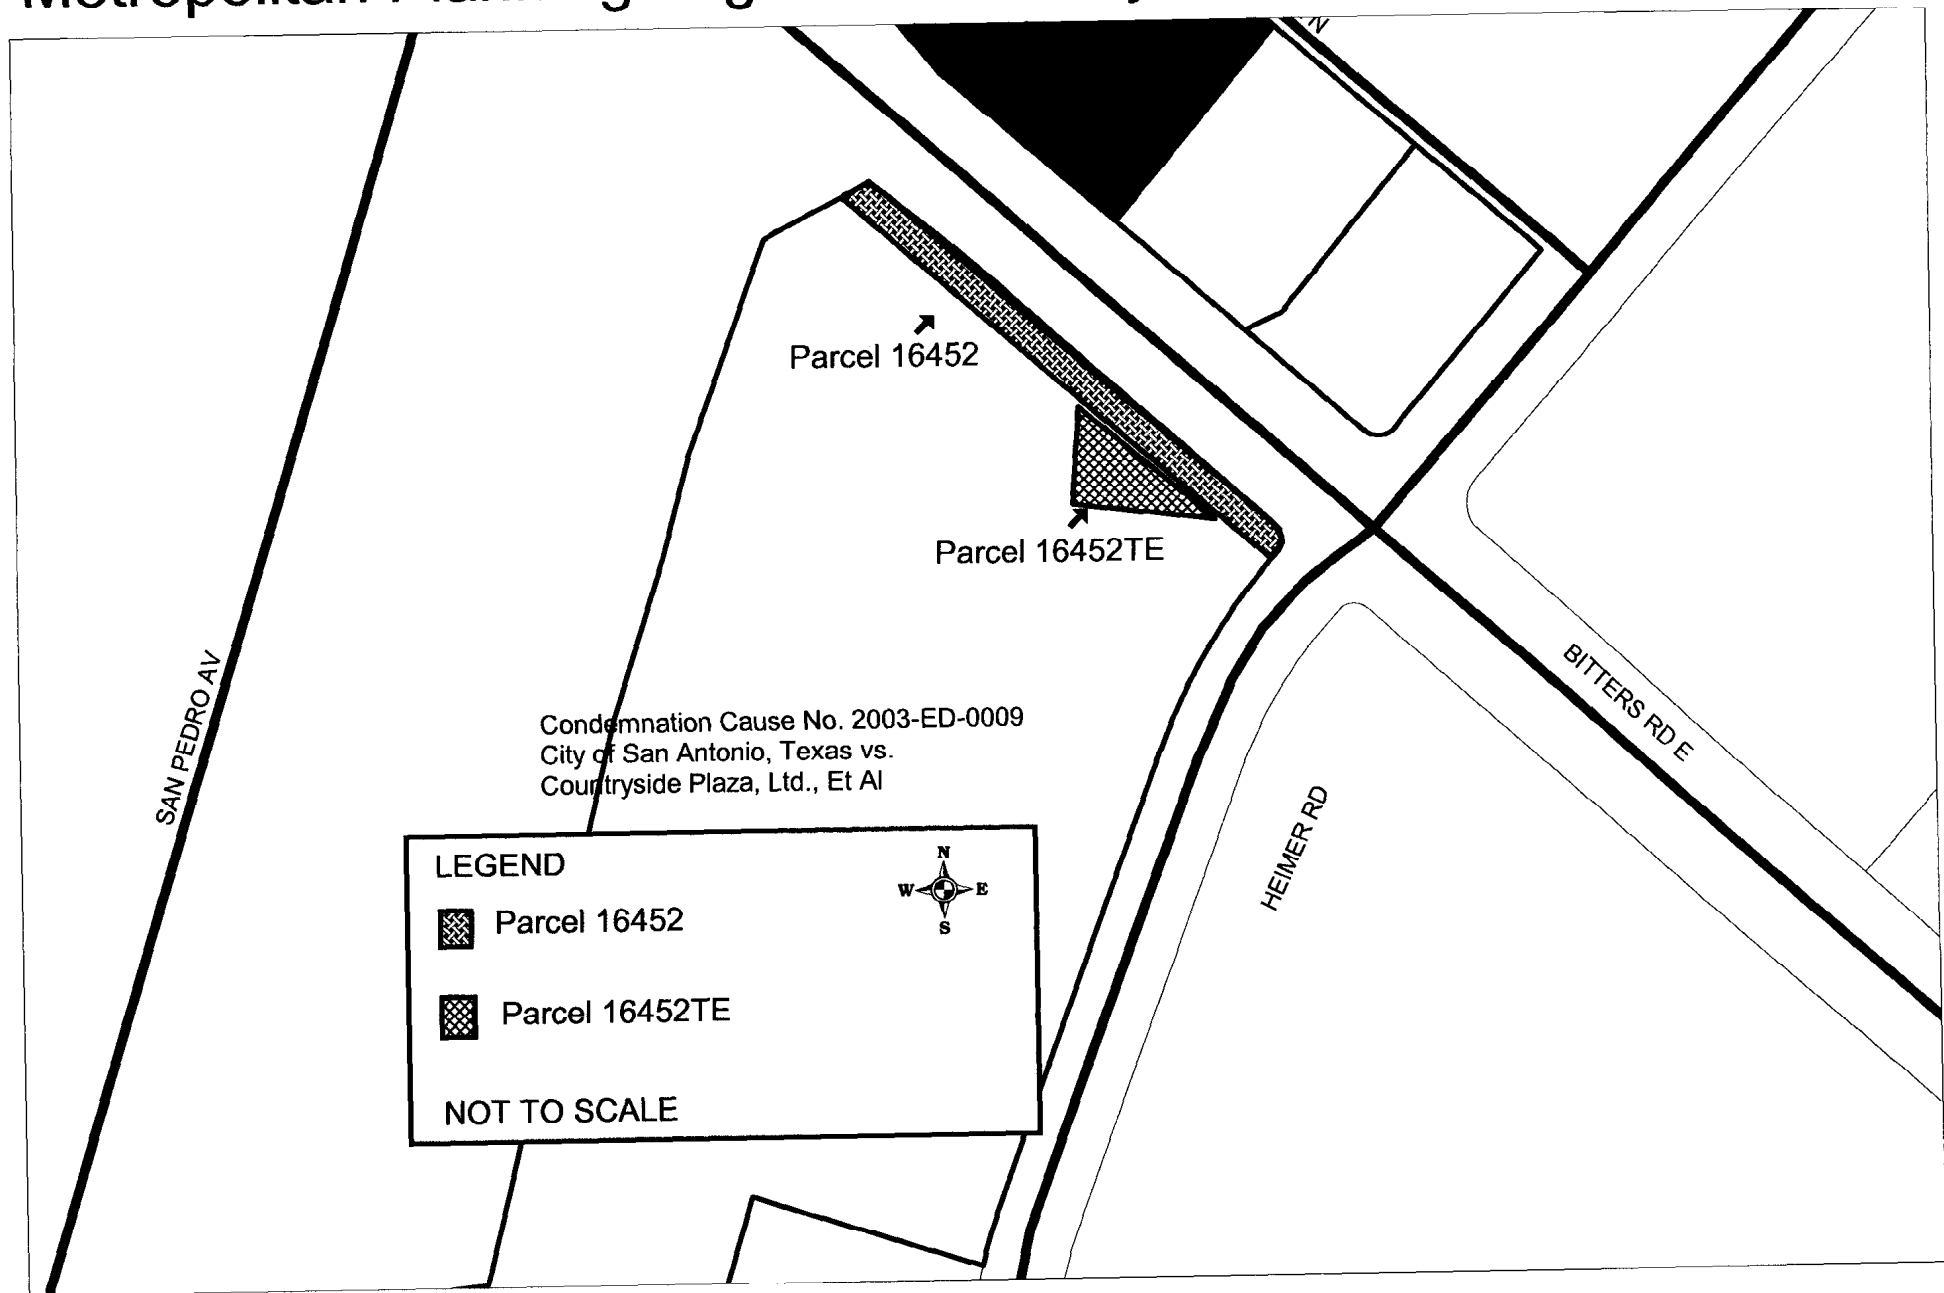 Metropolitan
N
Parcel 16452
Parcel 16452TE
SAN PEDRO AV
BITTERS RD E
HEIMER RD
Condemnation Cause No. 2003-ED-0009
City of San Antonio, Texas vs.
Countryside Plaza, Ltd., Et Al
LEGEND
N
W E
S
Parcel 16452
Parcel 16452TE
NOT TO SCALE